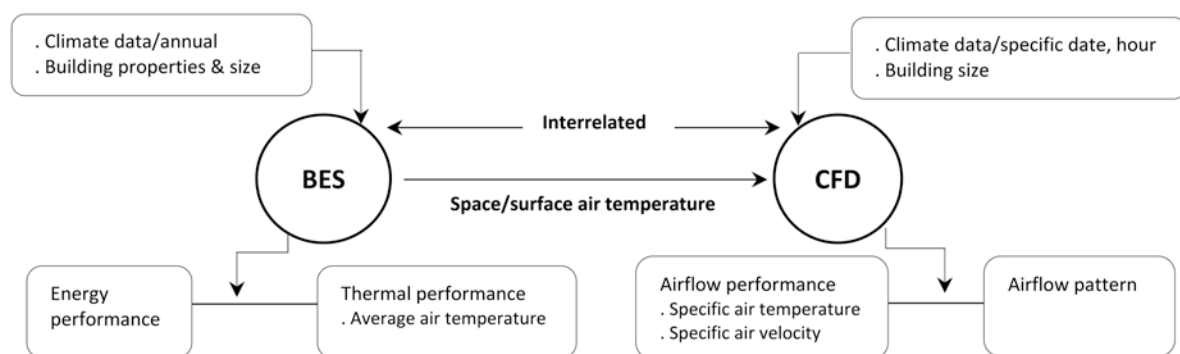 . Climate data/annual
. Building properties & size
. Climate data/specific date, hour
. Building size
Interrelated
BES
CFD
Space/surface air temperature
Energy
performance
Thermal performance
. Average air temperature
Airflow performance
. Specific air temperature
. Specific air velocity
Airflow pattern